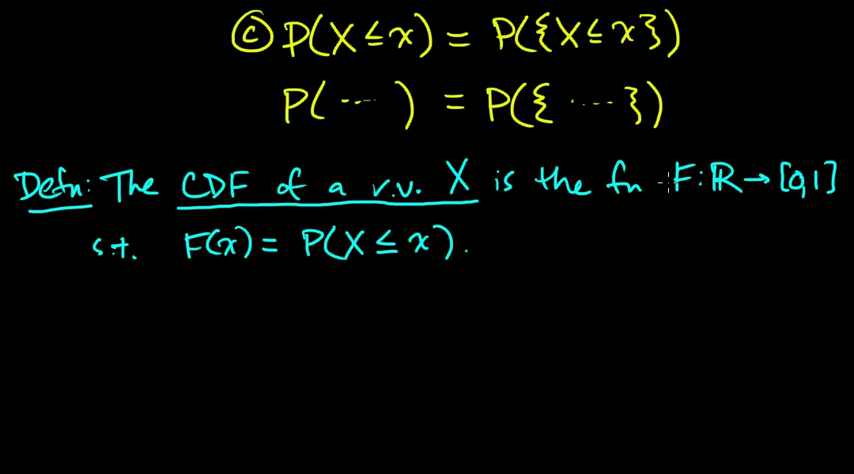 ⓒ P(X ≤ x) = P({X ≤ x})
P( ··· ) = P({ ···· })
Defn: The CDF of a r.v. X is the fn F: ℝ → [0,1]
s.t. F(x) = P(X ≤ x).